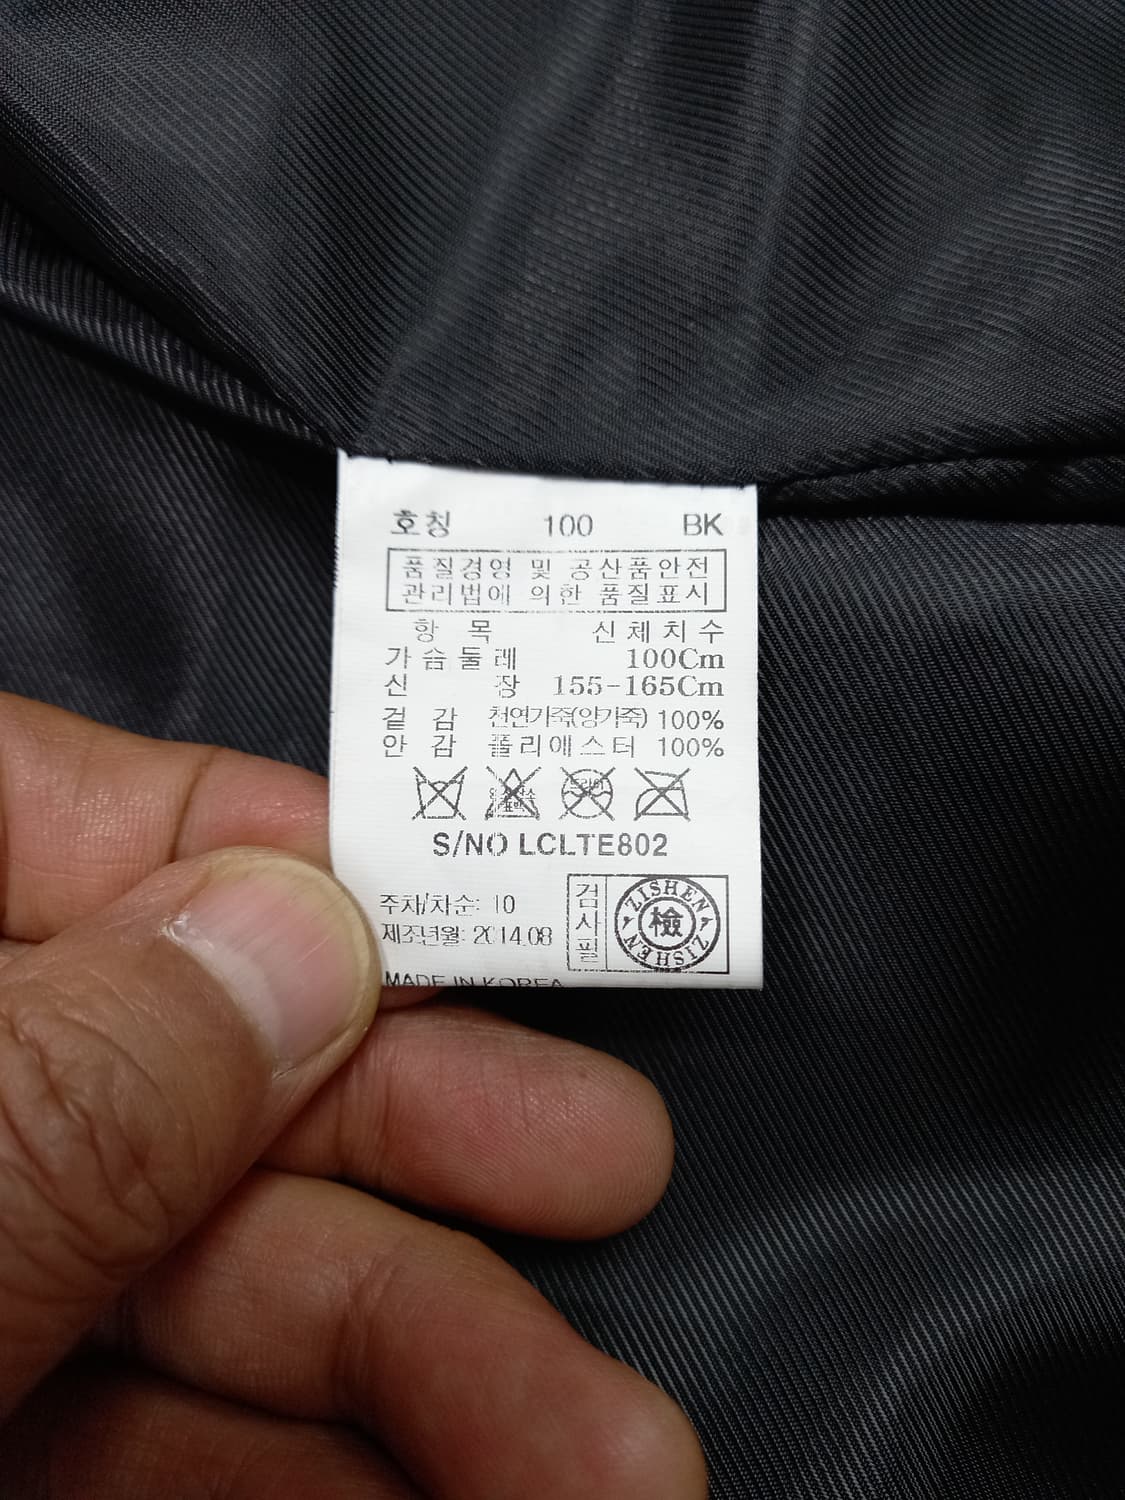 호칭 100 BK
품질경영 및 공산품안전
관리법에 의한 품질표시
항 목 신체치수
가슴둘레 100Cm
신 장 155-165Cm
겉 감 천연가죽(양가죽) 100%
안 감 폴리에스터 100%
S/NO LCLTE802
주차/차순: 10
제조년월: 2014.08
검사필
ZISHEN
檢
ZISHEN
MADE IN KOREA